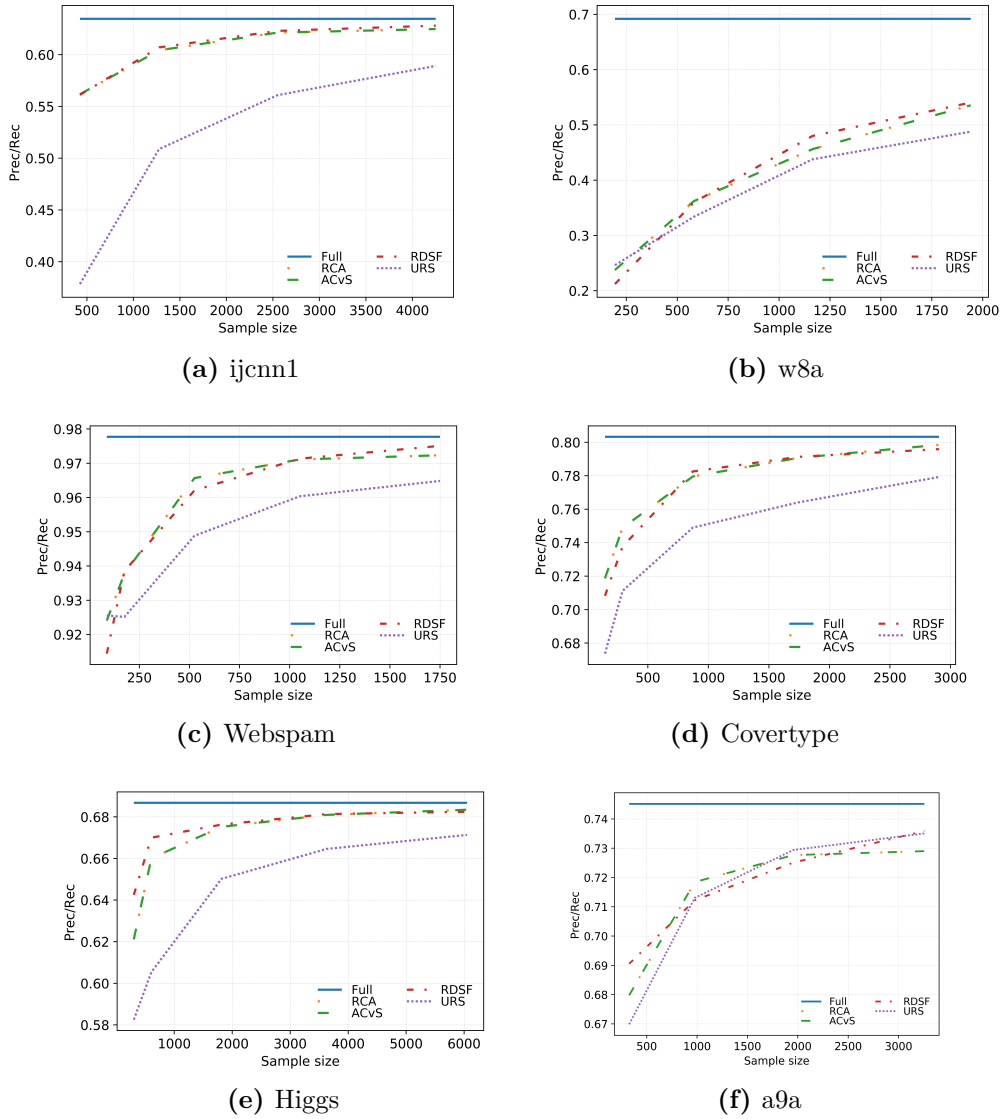 0.60
0.55
0.50
0.45
0.40
Prec/Rec
Full
RCA
ACvS
RDSF
URS
500 1000 1500 2000 2500 3000 3500 4000
Sample size
(a) ijcnn1
0.7
0.6
0.5
0.4
0.3
0.2
Prec/Rec
Full
RCA
ACvS
RDSF
URS
250 500 750 1000 1250 1500 1750 2000
Sample size
(b) w8a
0.98
0.97
0.96
0.95
0.94
0.93
0.92
Prec/Rec
Full
RCA
ACvS
RDSF
URS
250 500 750 1000 1250 1500 1750
Sample size
(c) Webspam
0.80
0.78
0.76
0.74
0.72
0.70
0.68
Prec/Rec
Full
RCA
ACvS
RDSF
URS
500 1000 1500 2000 2500 3000
Sample size
(d) Covertype
0.68
0.66
0.64
0.62
0.60
0.58
Prec/Rec
Full
RCA
ACvS
RDSF
URS
1000 2000 3000 4000 5000 6000
Sample size
(e) Higgs
0.74
0.73
0.72
0.71
0.70
0.69
0.68
0.67
Prec/Rec
Full
RCA
ACvS
RDSF
URS
500 1000 1500 2000 2500 3000
Sample size
(f) a9a